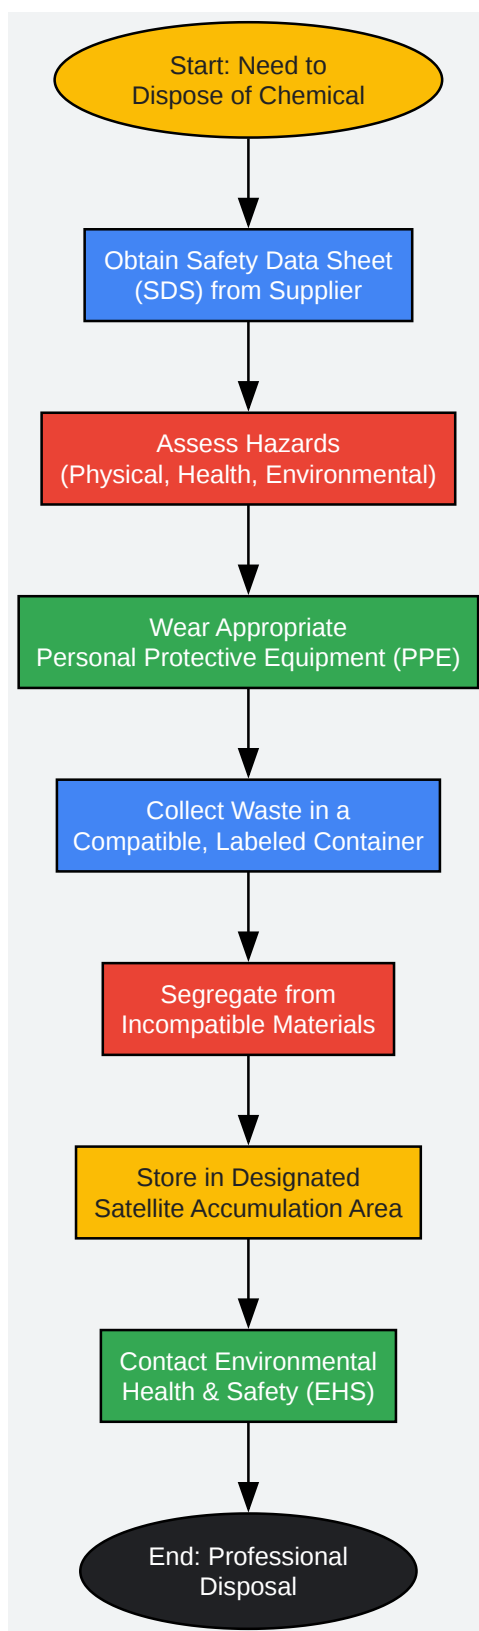 Start: Need to
Dispose of Chemical
Obtain Safety Data Sheet
(SDS) from Supplier
Assess Hazards
(Physical, Health, Environmental)
Wear Appropriate
Personal Protective Equipment (PPE)
Collect Waste in a
Compatible, Labeled Container
Segregate from
Incompatible Materials
Store in Designated
Satellite Accumulation Area
Contact Environmental
Health & Safety (EHS)
End: Professional
Disposal